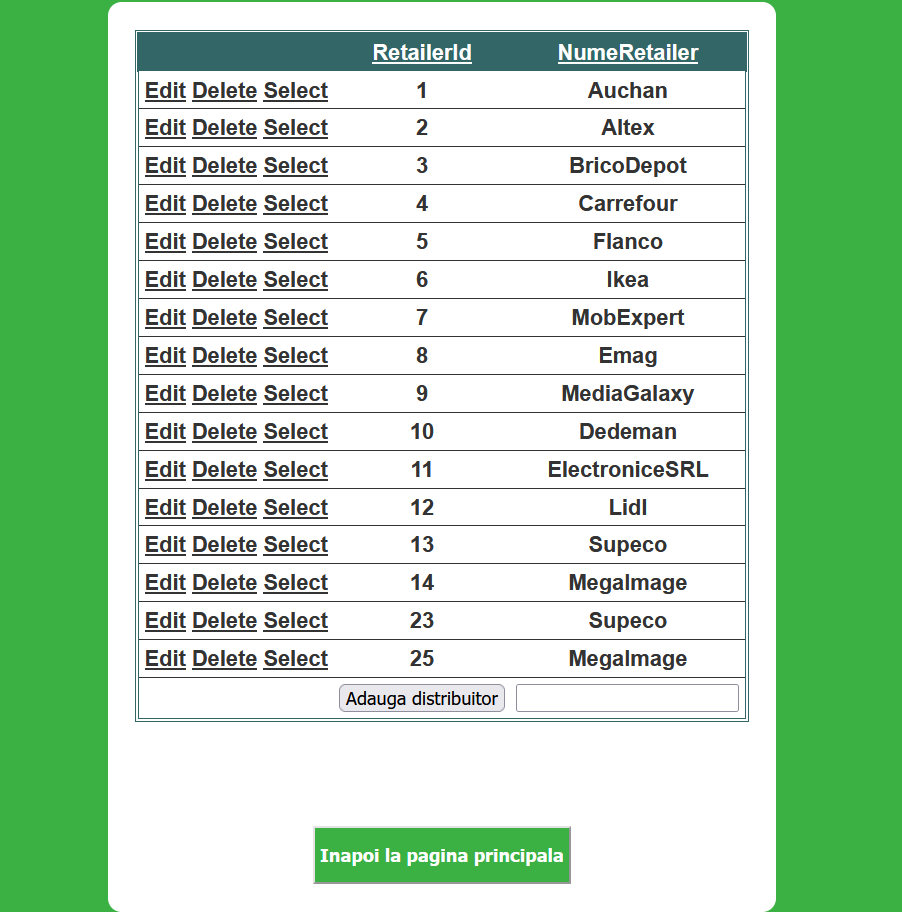 RetailerId NumeRetailer
Edit Delete Select 1 Auchan
Edit Delete Select 2 Altex
Edit Delete Select 3 BricoDepot
Edit Delete Select 4 Carrefour
Edit Delete Select 5 Flanco
Edit Delete Select 6 Ikea
Edit Delete Select 7 MobExpert
Edit Delete Select 8 Emag
Edit Delete Select 9 MediaGalaxy
Edit Delete Select 10 Dedeman
Edit Delete Select 11 ElectroniceSRL
Edit Delete Select 12 Lidl
Edit Delete Select 13 Supeco
Edit Delete Select 14 MegaImage
Edit Delete Select 23 Supeco
Edit Delete Select 25 MegaImage
Adauga distribuitor
Inapoi la pagina principala